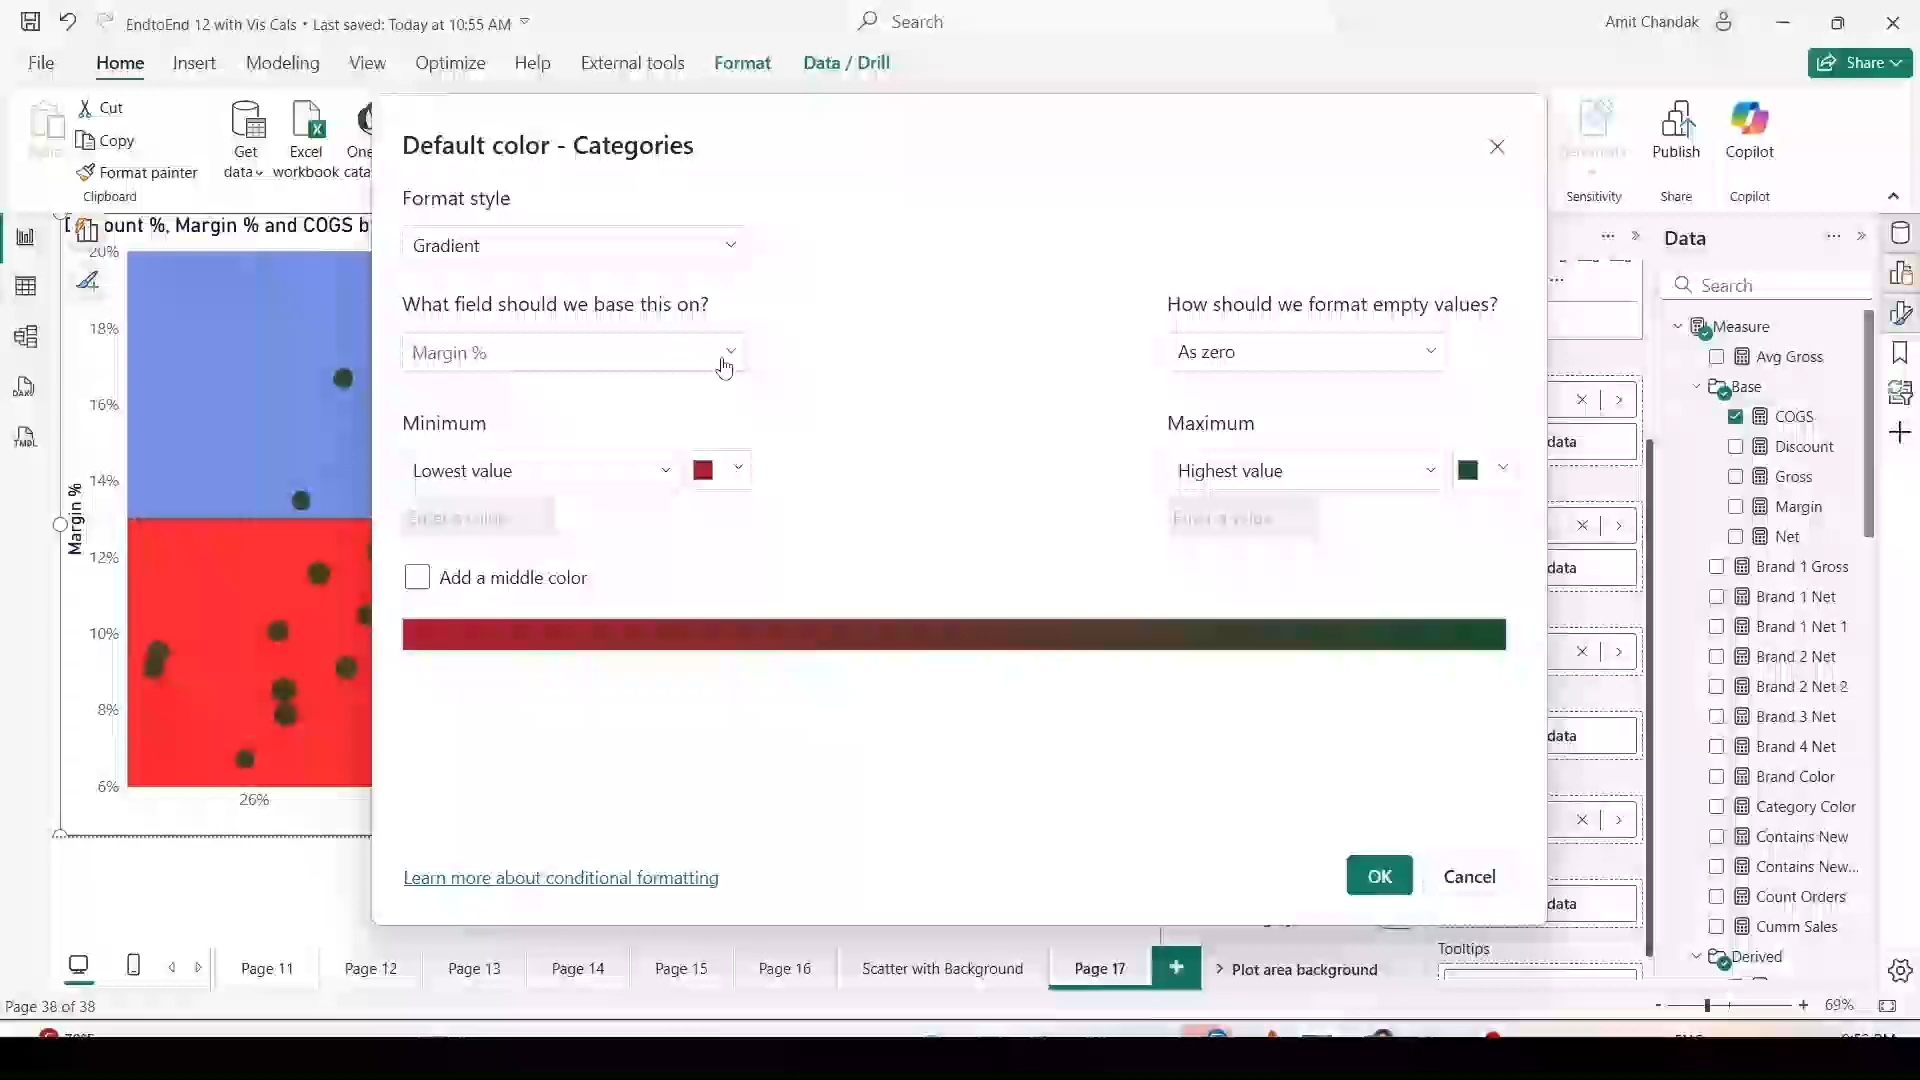 EndtoEnd 12 with Vis Cals • Last saved: Today at 10:55 AM
Search
Amit Chandak
File Home Insert Modeling View Optimize Help External tools Format Data / Drill
Share
Cut
Copy
Format painter
Clipboard
Get data
Excel workbook
Sensitivity
Publish
Share
Copilot
Copilot
ount %, Margin % and COGS b
20%
18%
16%
14%
12%
10%
8%
6%
Margin %
26%
Default color - Categories
Format style
Gradient
What field should we base this on?
Margin %
How should we format empty values?
As zero
Minimum
Lowest value
Enter a value
Maximum
Highest value
Enter a value
Add a middle color
Learn more about conditional formatting
OK
Cancel
data
data
data
data
Tooltips
Plot area background
Data
Search
Measure
Avg Gross
Base
COGS
Discount
Gross
Margin
Net
Brand 1 Gross
Brand 1 Net
Brand 1 Net 1
Brand 2 Net
Brand 2 Net 2
Brand 3 Net
Brand 4 Net
Brand Color
Category Color
Contains New
Contains New...
Count Orders
Cumm Sales
Derived
DAX
TMDL
Page 11
Page 12
Page 13
Page 14
Page 15
Page 16
Scatter with Background
Page 17
Page 38 of 38
69%